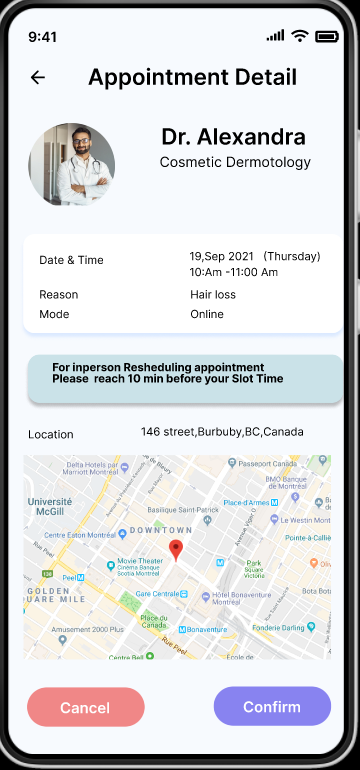 9:41
Appointment Detail
Dr. Alexandra
Cosmetic Dermotology
Date & Time
19,Sep 2021 (Thursday)
10:Am -11:00 Am
Reason
Hair loss
Mode
Online
For inperson Resheduling appointment
Please reach 10 min before your Slot Time
Location
146 street,Burbuby,BC,Canada
Delta Hotels par
Marriott Montreal
Passeport Canada
BMO Banque
de Montréal
Université
McGill
Place-d'Armes
Basilique Saint-Patrick
Le Westin Mont
Centre Eaton Montréal
DOWNTOWN
Pointe-à-Callièr
Rue Peel
Movie Theater
Cinéma Banque
Scotia Montréal
Park
Square
Victoria
Peel
GOLDEN
UARE MILE
Gare Centrale
Hôtel Bonaventure
Montréal
Bota Bota
Place du
Canada
Amusement 2000 Plus
Bonaventure
Fonderie Darling
Rue Peel
Centre Bell
École de
Cancel
Confirm